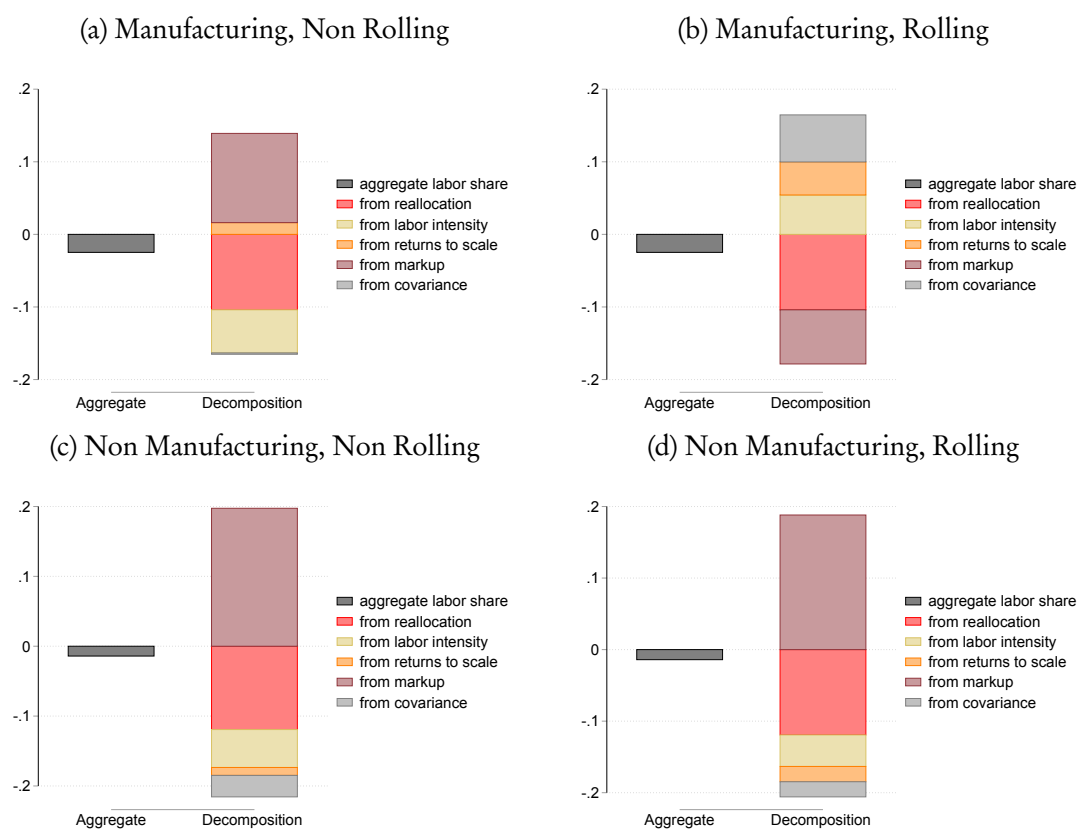 (a) Manufacturing, Non Rolling
.2
.1
0
-.1
-.2
Aggregate
Decomposition
aggregate labor share
from reallocation
from labor intensity
from returns to scale
from markup
from covariance
(b) Manufacturing, Rolling
.2
.1
0
-.1
-.2
Aggregate
Decomposition
aggregate labor share
from reallocation
from labor intensity
from returns to scale
from markup
from covariance
(c) Non Manufacturing, Non Rolling
.2
.1
0
-.1
-.2
Aggregate
Decomposition
aggregate labor share
from reallocation
from labor intensity
from returns to scale
from markup
from covariance
(d) Non Manufacturing, Rolling
.2
.1
0
-.1
-.2
Aggregate
Decomposition
aggregate labor share
from reallocation
from labor intensity
from returns to scale
from markup
from covariance